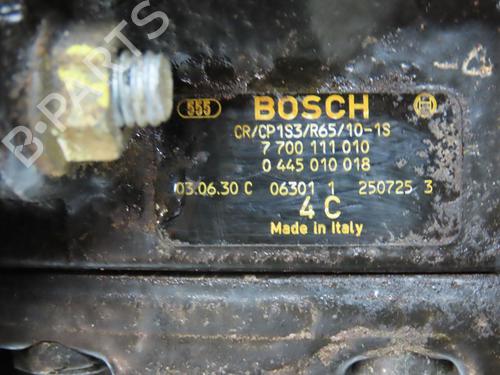 555 BOSCH
CR/CP1S3/R65/10-1S
7 700 111 010
0 445 010 018
03.06.30 C 06301 1 250725 3
4 C
Made in Italy